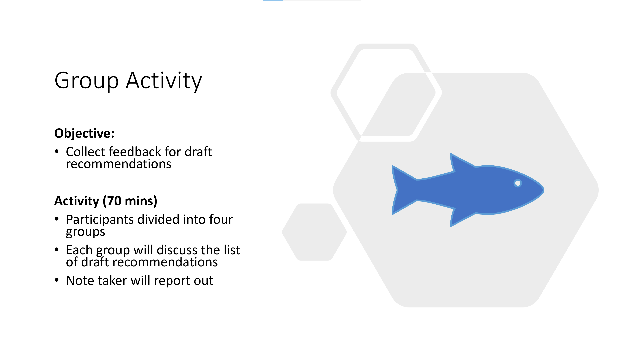 Group Activity
Objective:
• Collect feedback for draft
recommendations
Activity (70 mins)
• Participants divided into four
groups
• Each group will discuss the list
of draft recommendations
• Note taker will report out